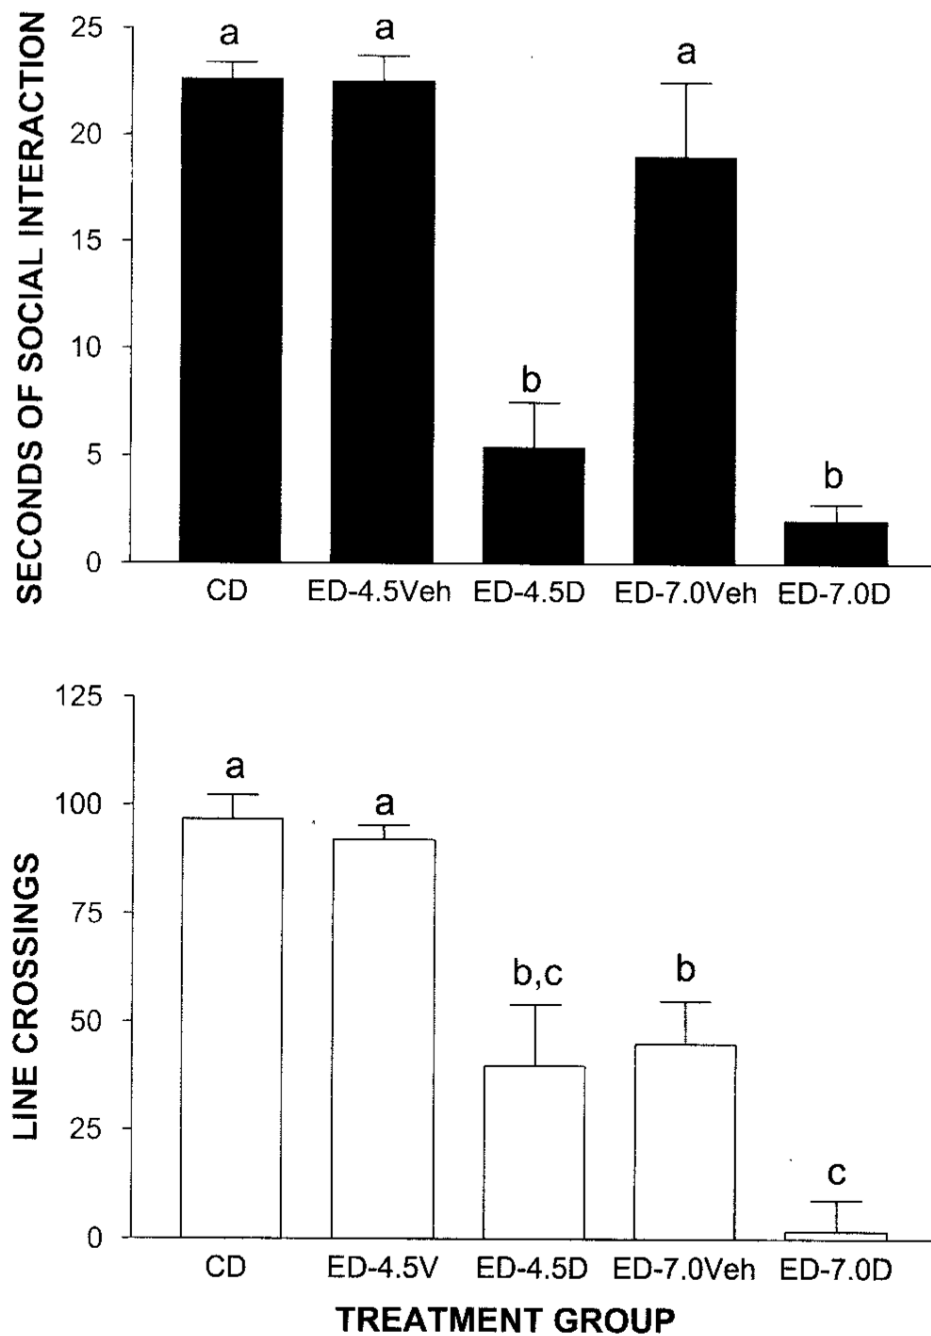 SECONDS OF SOCIAL INTERACTION
25
20
15
10
5
0
a
a
b
a
b
CD
ED-4.5Veh
ED-4.5D
ED-7.0Veh
ED-7.0D
LINE CROSSINGS
125
100
75
50
25
0
a
a
b,c
b
c
CD
ED-4.5V
ED-4.5D
ED-7.0Veh
ED-7.0D
TREATMENT GROUP